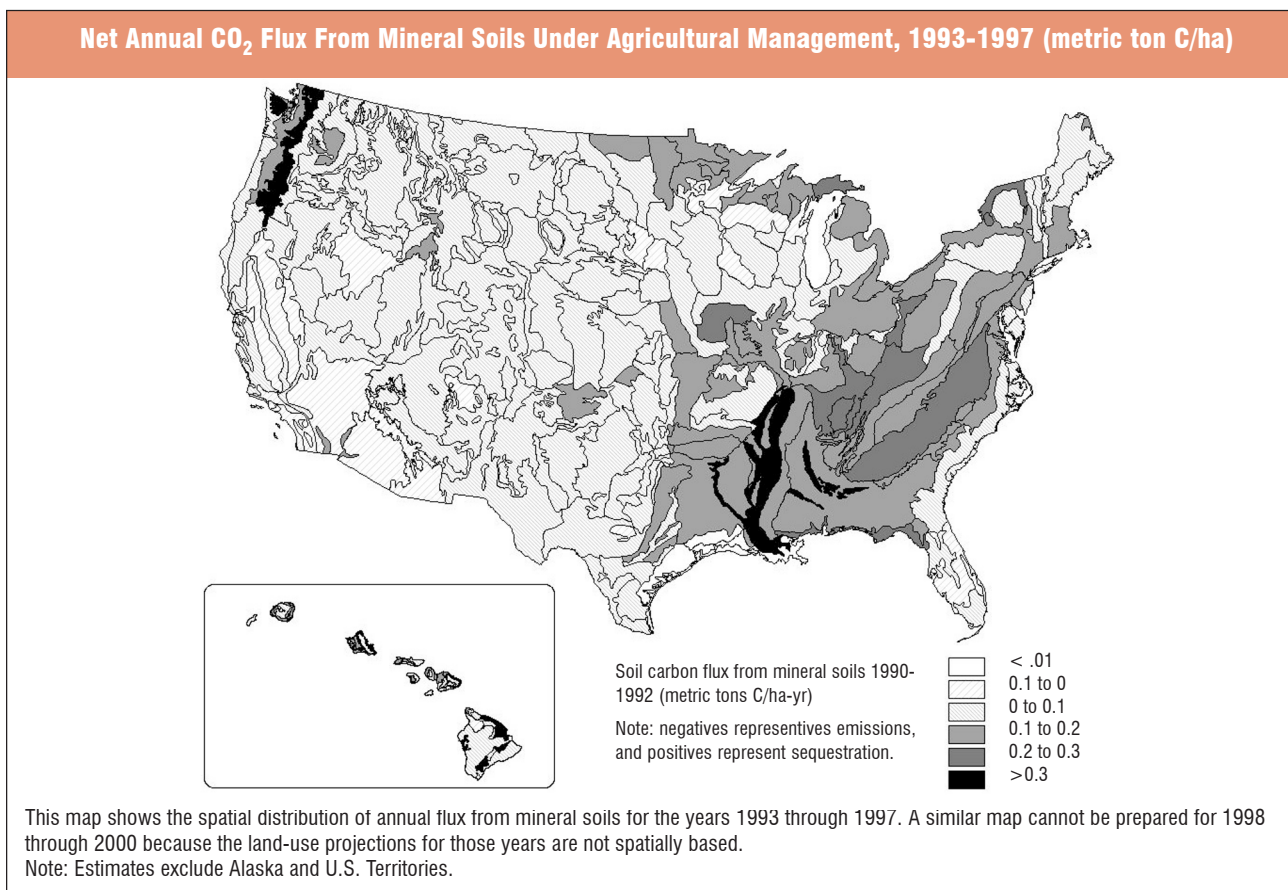 Net Annual CO₂ Flux From Mineral Soils Under Agricultural Management, 1993-1997 (metric ton C/ha)
Soil carbon flux from mineral soils 1990-
1992 (metric tons C/ha-yr)
Note: negatives representives emissions,
and positives represent sequestration.
< .01
0.1 to 0
0 to 0.1
0.1 to 0.2
0.2 to 0.3
>0.3
This map shows the spatial distribution of annual flux from mineral soils for the years 1993 through 1997. A similar map cannot be prepared for 1998
through 2000 because the land-use projections for those years are not spatially based.
Note: Estimates exclude Alaska and U.S. Territories.